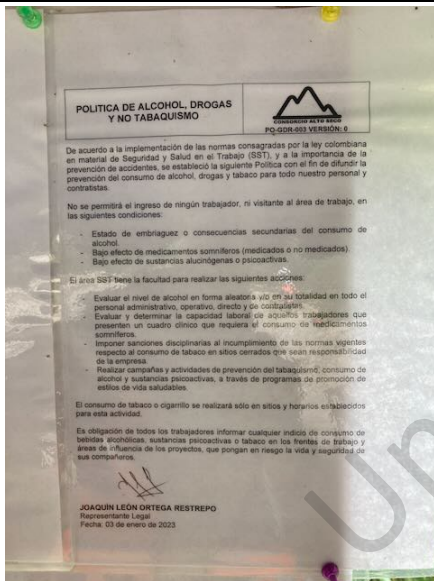 POLITICA DE ALCOHOL, DROGAS
Y NO TABAQUISMO
CONSORCIO ALTO SECO
PO-GDR-003 VERSIÓN: 6
De acuerdo a la implementación de las normas consagradas por la ley colombiana
en material de Seguridad y Salud en el Trabajo (SST), y a la importancia de la
prevención de accidentes, se estableció la siguiente Política con el fin de difundir la
prevención del consumo de alcohol, drogas y tabaco para todo nuestro personal y
contratistas.
No se permitirá el ingreso de ningún trabajador, ni visitante al área de trabajo, en
las siguientes condiciones:
- Estado de embriaguez o consecuencias secundarias del consumo de
alcohol.
- Bajo efecto de medicamentos somníferos (medicados o no medicados).
- Bajo efecto de sustancias alucinógenas o psicoactivas.
El área SST tiene la facultad para realizar las siguientes acciones:
- Evaluar el nivel de alcohol en forma aleatoria y/o en su totalidad en todo el
personal administrativo, operativo, directo y de contratistas.
- Evaluar y determinar la capacidad laboral de aquellos trabajadores que
presenten un cuadro clínico que requiera el consumo de medicamentos
somníferos.
- Imponer sanciones disciplinarias al incumplimiento de las normas vigentes
respecto al consumo de tabaco en sitios cerrados que sean responsabilidad
de la empresa.
- Realizar campañas y actividades de prevención del tabaquismo, consumo de
alcohol y sustancias psicoactivas, a través de programas de promoción de
estilos de vida saludables.
El consumo de tabaco o cigarrillo se realizará sólo en sitios y horarios establecidos
para esta actividad.
Es obligación de todos los trabajadores informar cualquier indicio de consumo de
bebidas alcohólicas, sustancias psicoactivas o tabaco en los frentes de trabajo y
áreas de influencia de los proyectos, que pongan en riesgo la vida y seguridad de
sus compañeros.
JOAQUÍN LEÓN ORTEGA RESTREPO
Representante Legal
Fecha: 03 de enero de 2023